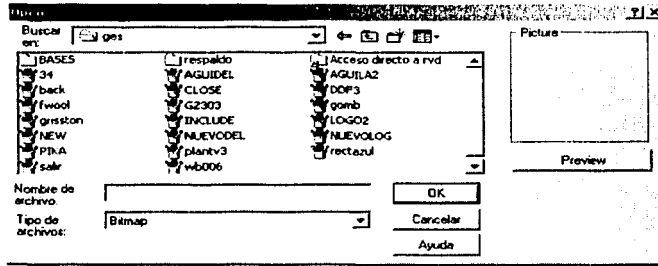 Buscar en: ges
Picture
BASES respaldo Acceso directo a rvd
34 AGUIDEL AGUILA2
back CLOSE DDP3
fwool G2303 gomb
grisston INCLUDE LOGO2
NEW NUEVODEL NUEVOLOG
PIKA plantv3 rectazul
salir wb006
Preview
Nombre de archivo: OK
Tipo de archivos: Bitmap Cancelar
Ayuda